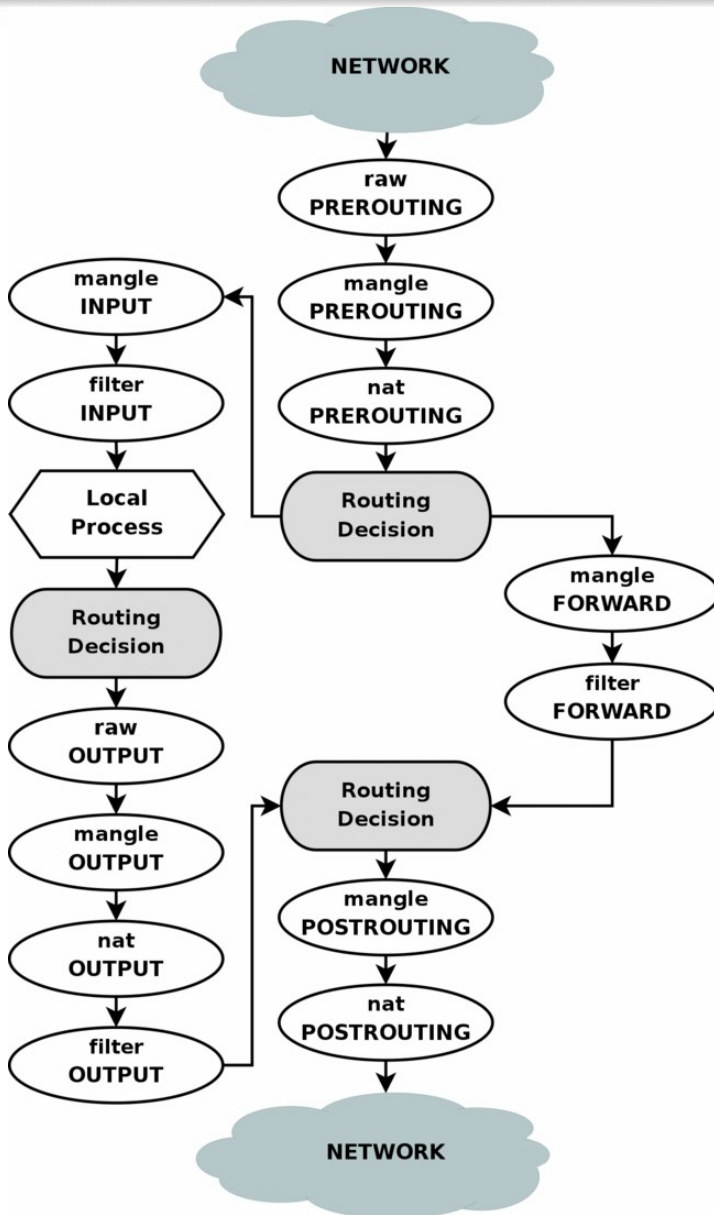 NETWORK
raw
PREROUTING
mangle
PREROUTING
nat
PREROUTING
Routing
Decision
mangle
INPUT
filter
INPUT
Local
Process
Routing
Decision
raw
OUTPUT
mangle
OUTPUT
nat
OUTPUT
filter
OUTPUT
mangle
FORWARD
filter
FORWARD
Routing
Decision
mangle
POSTROUTING
nat
POSTROUTING
NETWORK